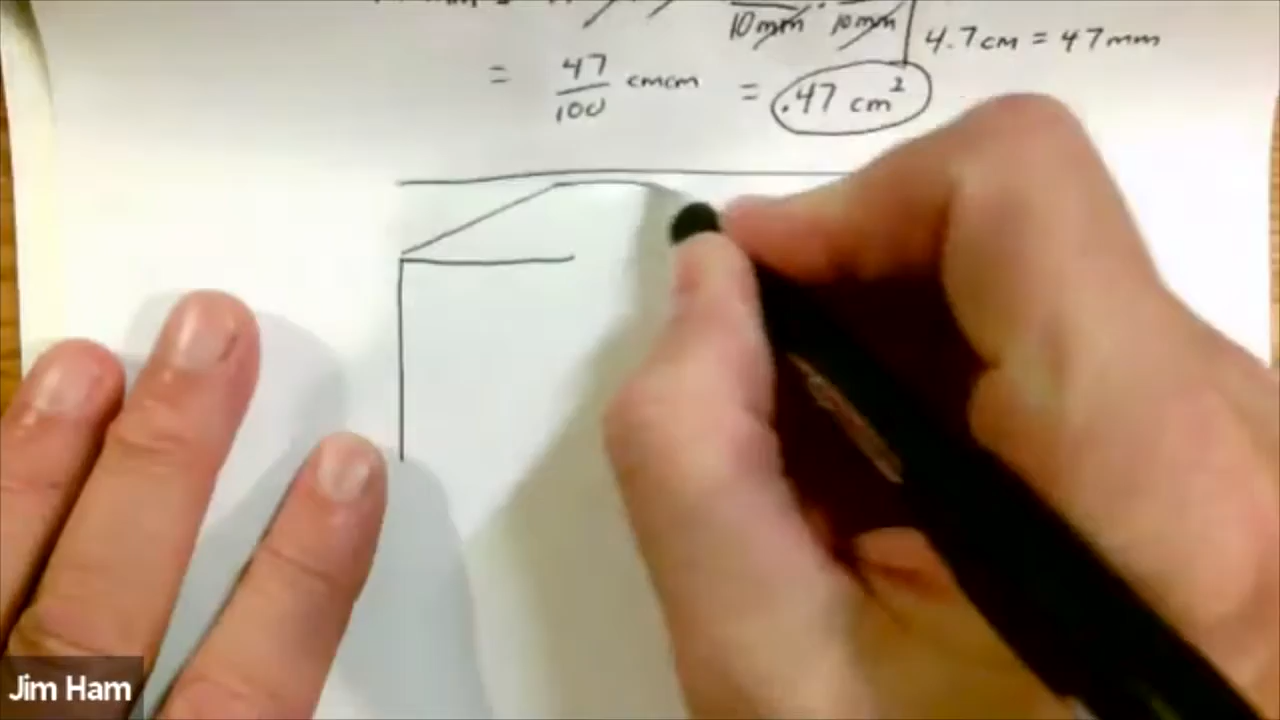 10mm · 10mm
4.7cm = 47mm
= 47/100 cmcm = .47 cm²
Jim Ham